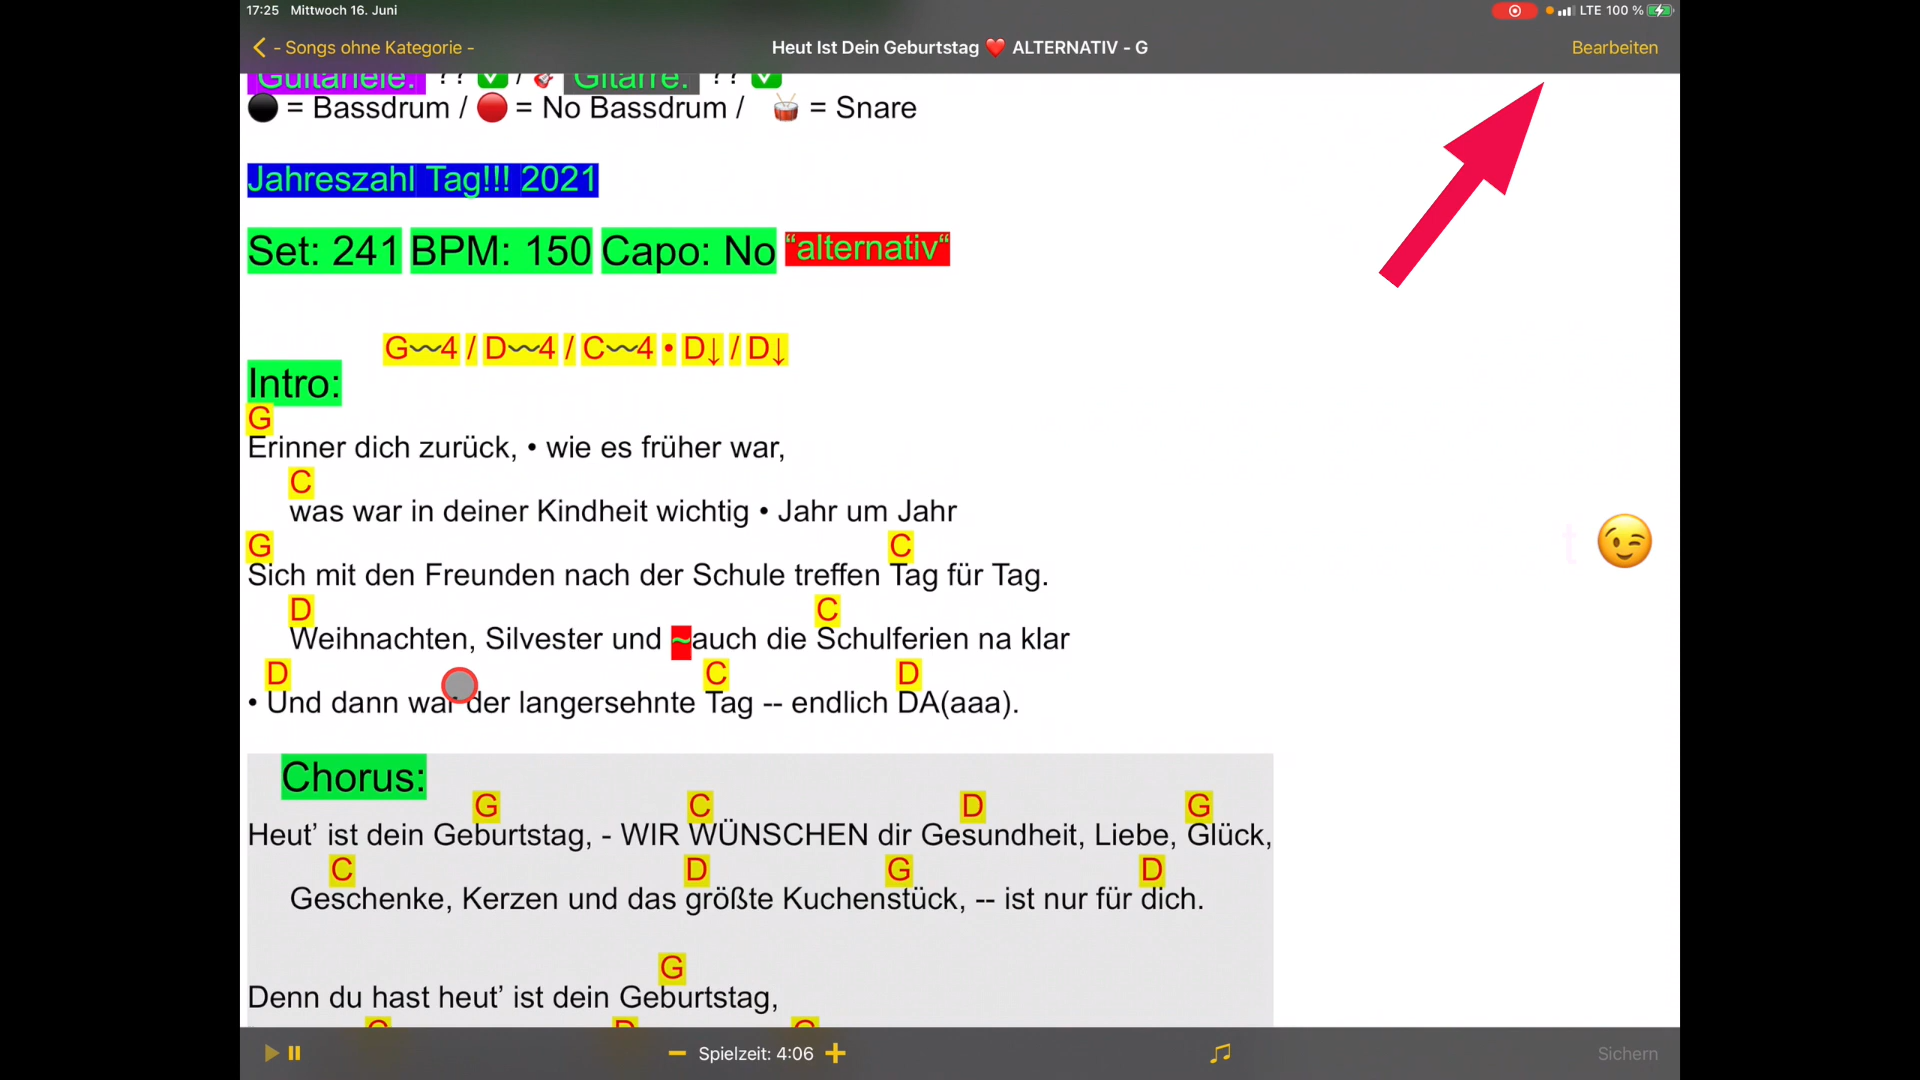 17:25 Mittwoch 16. Juni
LTE 100 %
- Songs ohne Kategorie -
Heut Ist Dein Geburtstag ❤️ ALTERNATIV - G
Bearbeiten
Guitarlele: ?? ✅ / 🎸 Gitarre: ?? ✅
⚫ = Bassdrum / 🔴 = No Bassdrum / 🥁 = Snare
Jahreszahl Tag!!! 2021
Set: 241 BPM: 150 Capo: No “alternativ“
G〰4 / D〰4 / C〰4 • D↓ / D↓
Intro:
G
Erinner dich zurück, • wie es früher war,
C
was war in deiner Kindheit wichtig • Jahr um Jahr
G C
Sich mit den Freunden nach der Schule treffen Tag für Tag.
D C
Weihnachten, Silvester und ~auch die Schulferien na klar
D C D
• Und dann war der langersehnte Tag -- endlich DA(aaa).
Chorus:
G C D G
Heut’ ist dein Geburtstag, - WIR WÜNSCHEN dir Gesundheit, Liebe, Glück,
C D G D
Geschenke, Kerzen und das größte Kuchenstück, -- ist nur für dich.
G
Denn du hast heut’ ist dein Geburtstag,
Spielzeit: 4:06
Sichern